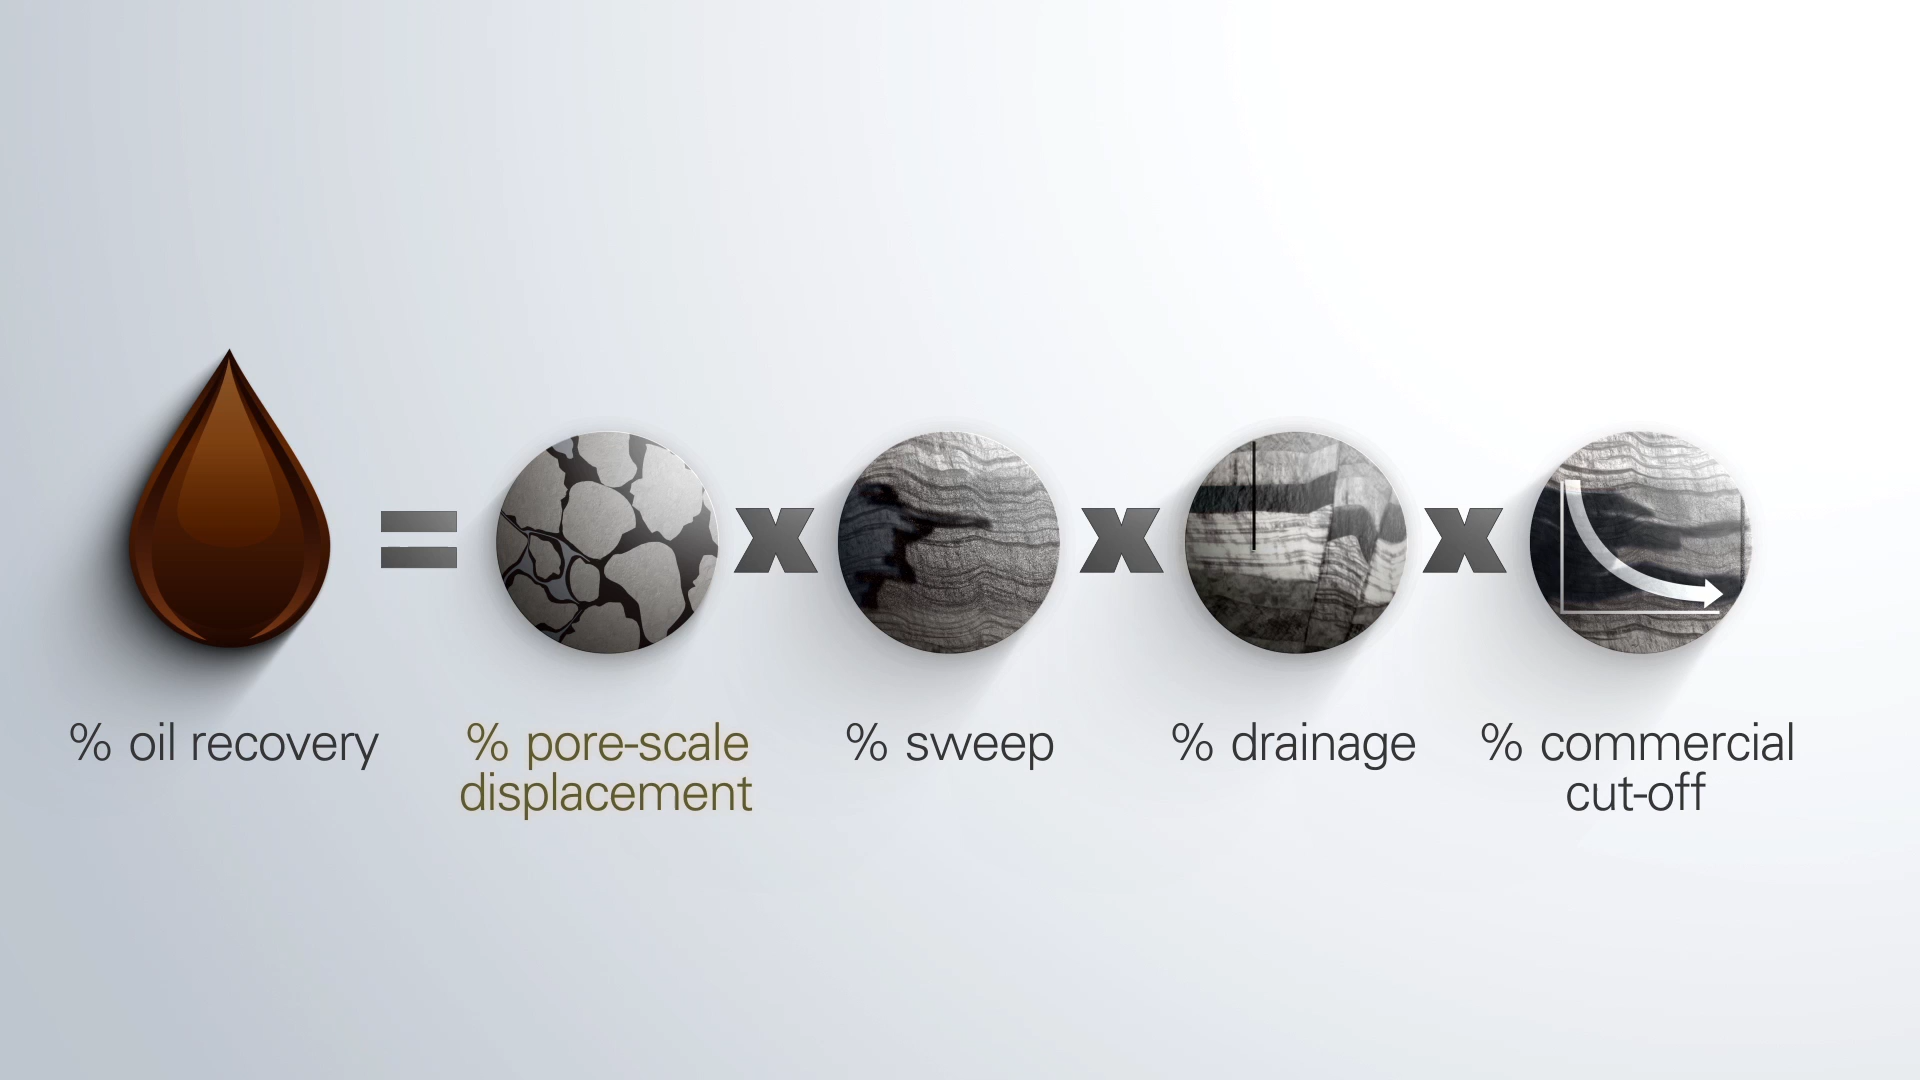 % oil recovery
% pore-scale
displacement
% sweep
% drainage
% commercial
cut-off